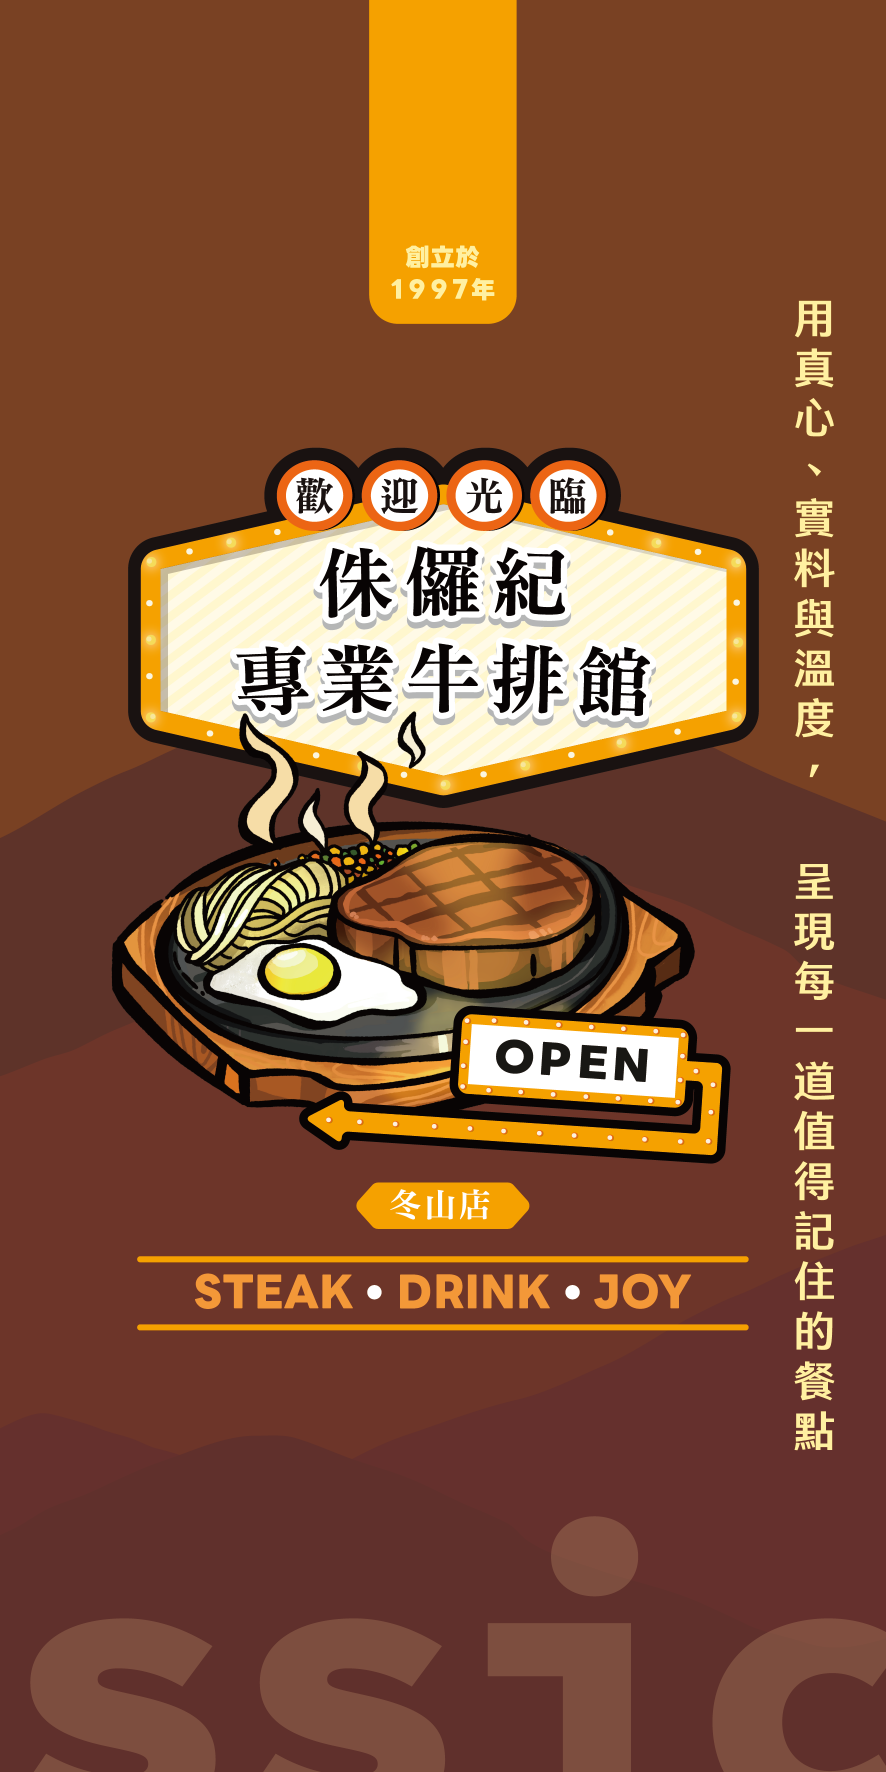 創立於
1997年
歡迎光臨
侏儸紀
專業牛排館
OPEN
冬山店
STEAK • DRINK • JOY
用真心、實料與溫度，
呈現每一道值得記住的餐點
ssic